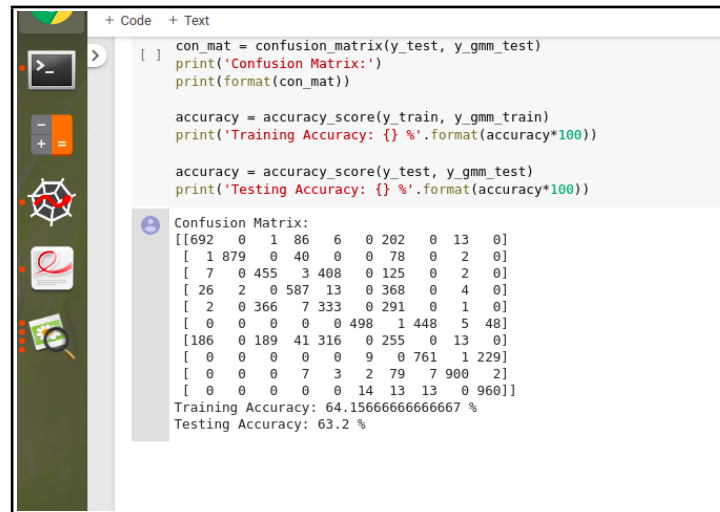 + Code + Text
[ ] con_mat = confusion_matrix(y_test, y_gmm_test)
print('Confusion Matrix:')
print(format(con_mat))
accuracy = accuracy_score(y_train, y_gmm_train)
print('Training Accuracy: {} %'.format(accuracy*100))
accuracy = accuracy_score(y_test, y_gmm_test)
print('Testing Accuracy: {} %'.format(accuracy*100))
Confusion Matrix:
[[692 0 1 86 6 0 202 0 13 0]
[ 1 879 0 40 0 0 78 0 2 0]
[ 7 0 455 3 408 0 125 0 2 0]
[ 26 2 0 587 13 0 368 0 4 0]
[ 2 0 366 7 333 0 291 0 1 0]
[ 0 0 0 0 0 498 1 448 5 48]
[186 0 189 41 316 0 255 0 13 0]
[ 0 0 0 0 0 9 0 761 1 229]
[ 0 0 0 7 3 2 79 7 900 2]
[ 0 0 0 0 0 14 13 13 0 960]]
Training Accuracy: 64.15666666666667 %
Testing Accuracy: 63.2 %